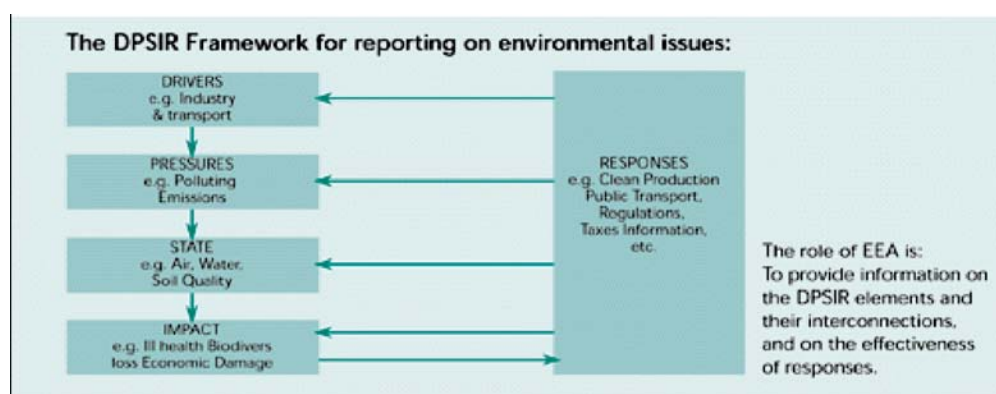 The DPSIR Framework for reporting on environmental issues:
DRIVERS
e.g. Industry
& transport
PRESSURES
e.g. Polluting
Emissions
STATE
e.g. Air, Water,
Soil Quality
IMPACT
e.g. Ill health Biodivers
loss Economic Damage
RESPONSES
e.g. Clean Production
Public Transport,
Regulations,
Taxes Information,
etc.
The role of EEA is:
To provide information on
the DPSIR elements and
their interconnections,
and on the effectiveness
of responses.